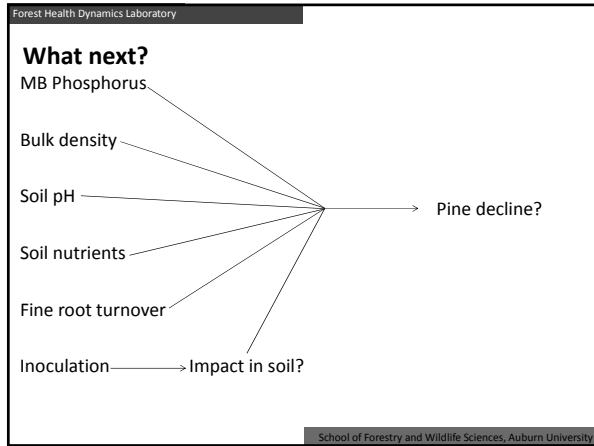 Forest Health Dynamics Laboratory
What next?
MB Phosphorus
Bulk density
Soil pH
Pine decline?
Soil nutrients
Fine root turnover
Inoculation
Impact in soil?
School of Forestry and Wildlife Sciences, Auburn University